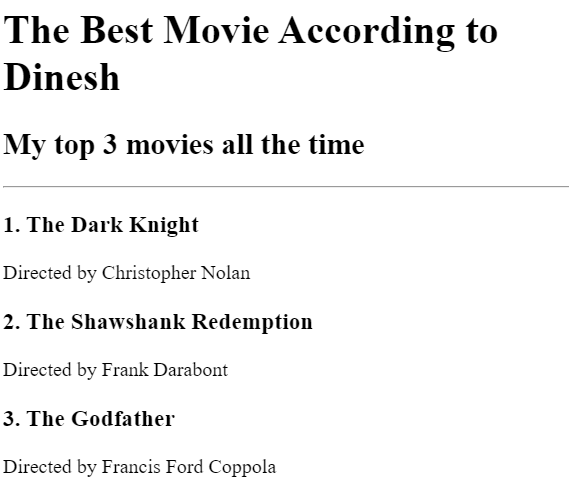 The Best Movie According to
Dinesh
My top 3 movies all the time
1. The Dark Knight
Directed by Christopher Nolan
2. The Shawshank Redemption
Directed by Frank Darabont
3. The Godfather
Directed by Francis Ford Coppola